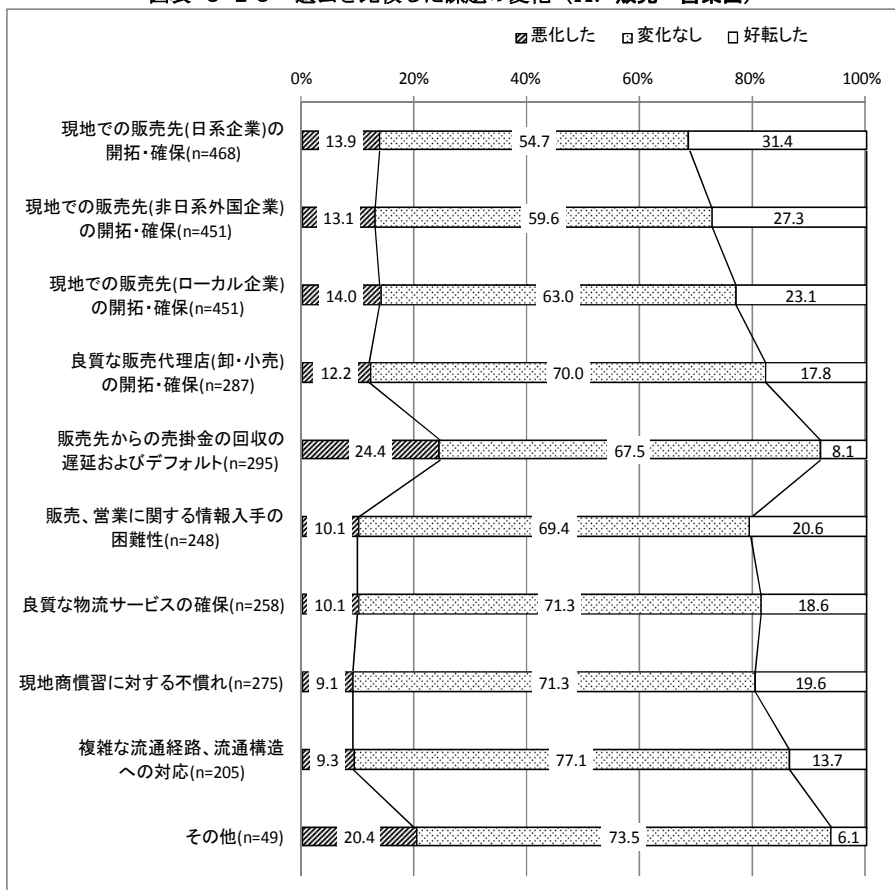 悪化した 変化なし 好転した
0% 20% 40% 60% 80% 100%
現地での販売先(日系企業)の
開拓・確保(n=468)
13.9 54.7 31.4
現地での販売先(非日系外国企業)
の開拓・確保(n=451)
13.1 59.6 27.3
現地での販売先(ローカル企業)
の開拓・確保(n=451)
14.0 63.0 23.1
良質な販売代理店(卸・小売)
の開拓・確保(n=287)
12.2 70.0 17.8
販売先からの売掛金の回収の
遅延およびデフォルト(n=295)
24.4 67.5 8.1
販売、営業に関する情報入手の
困難性(n=248)
10.1 69.4 20.6
良質な物流サービスの確保(n=258)
10.1 71.3 18.6
現地商慣習に対する不慣れ(n=275)
9.1 71.3 19.6
複雑な流通経路、流通構造
への対応(n=205)
9.3 77.1 13.7
その他(n=49)
20.4 73.5 6.1